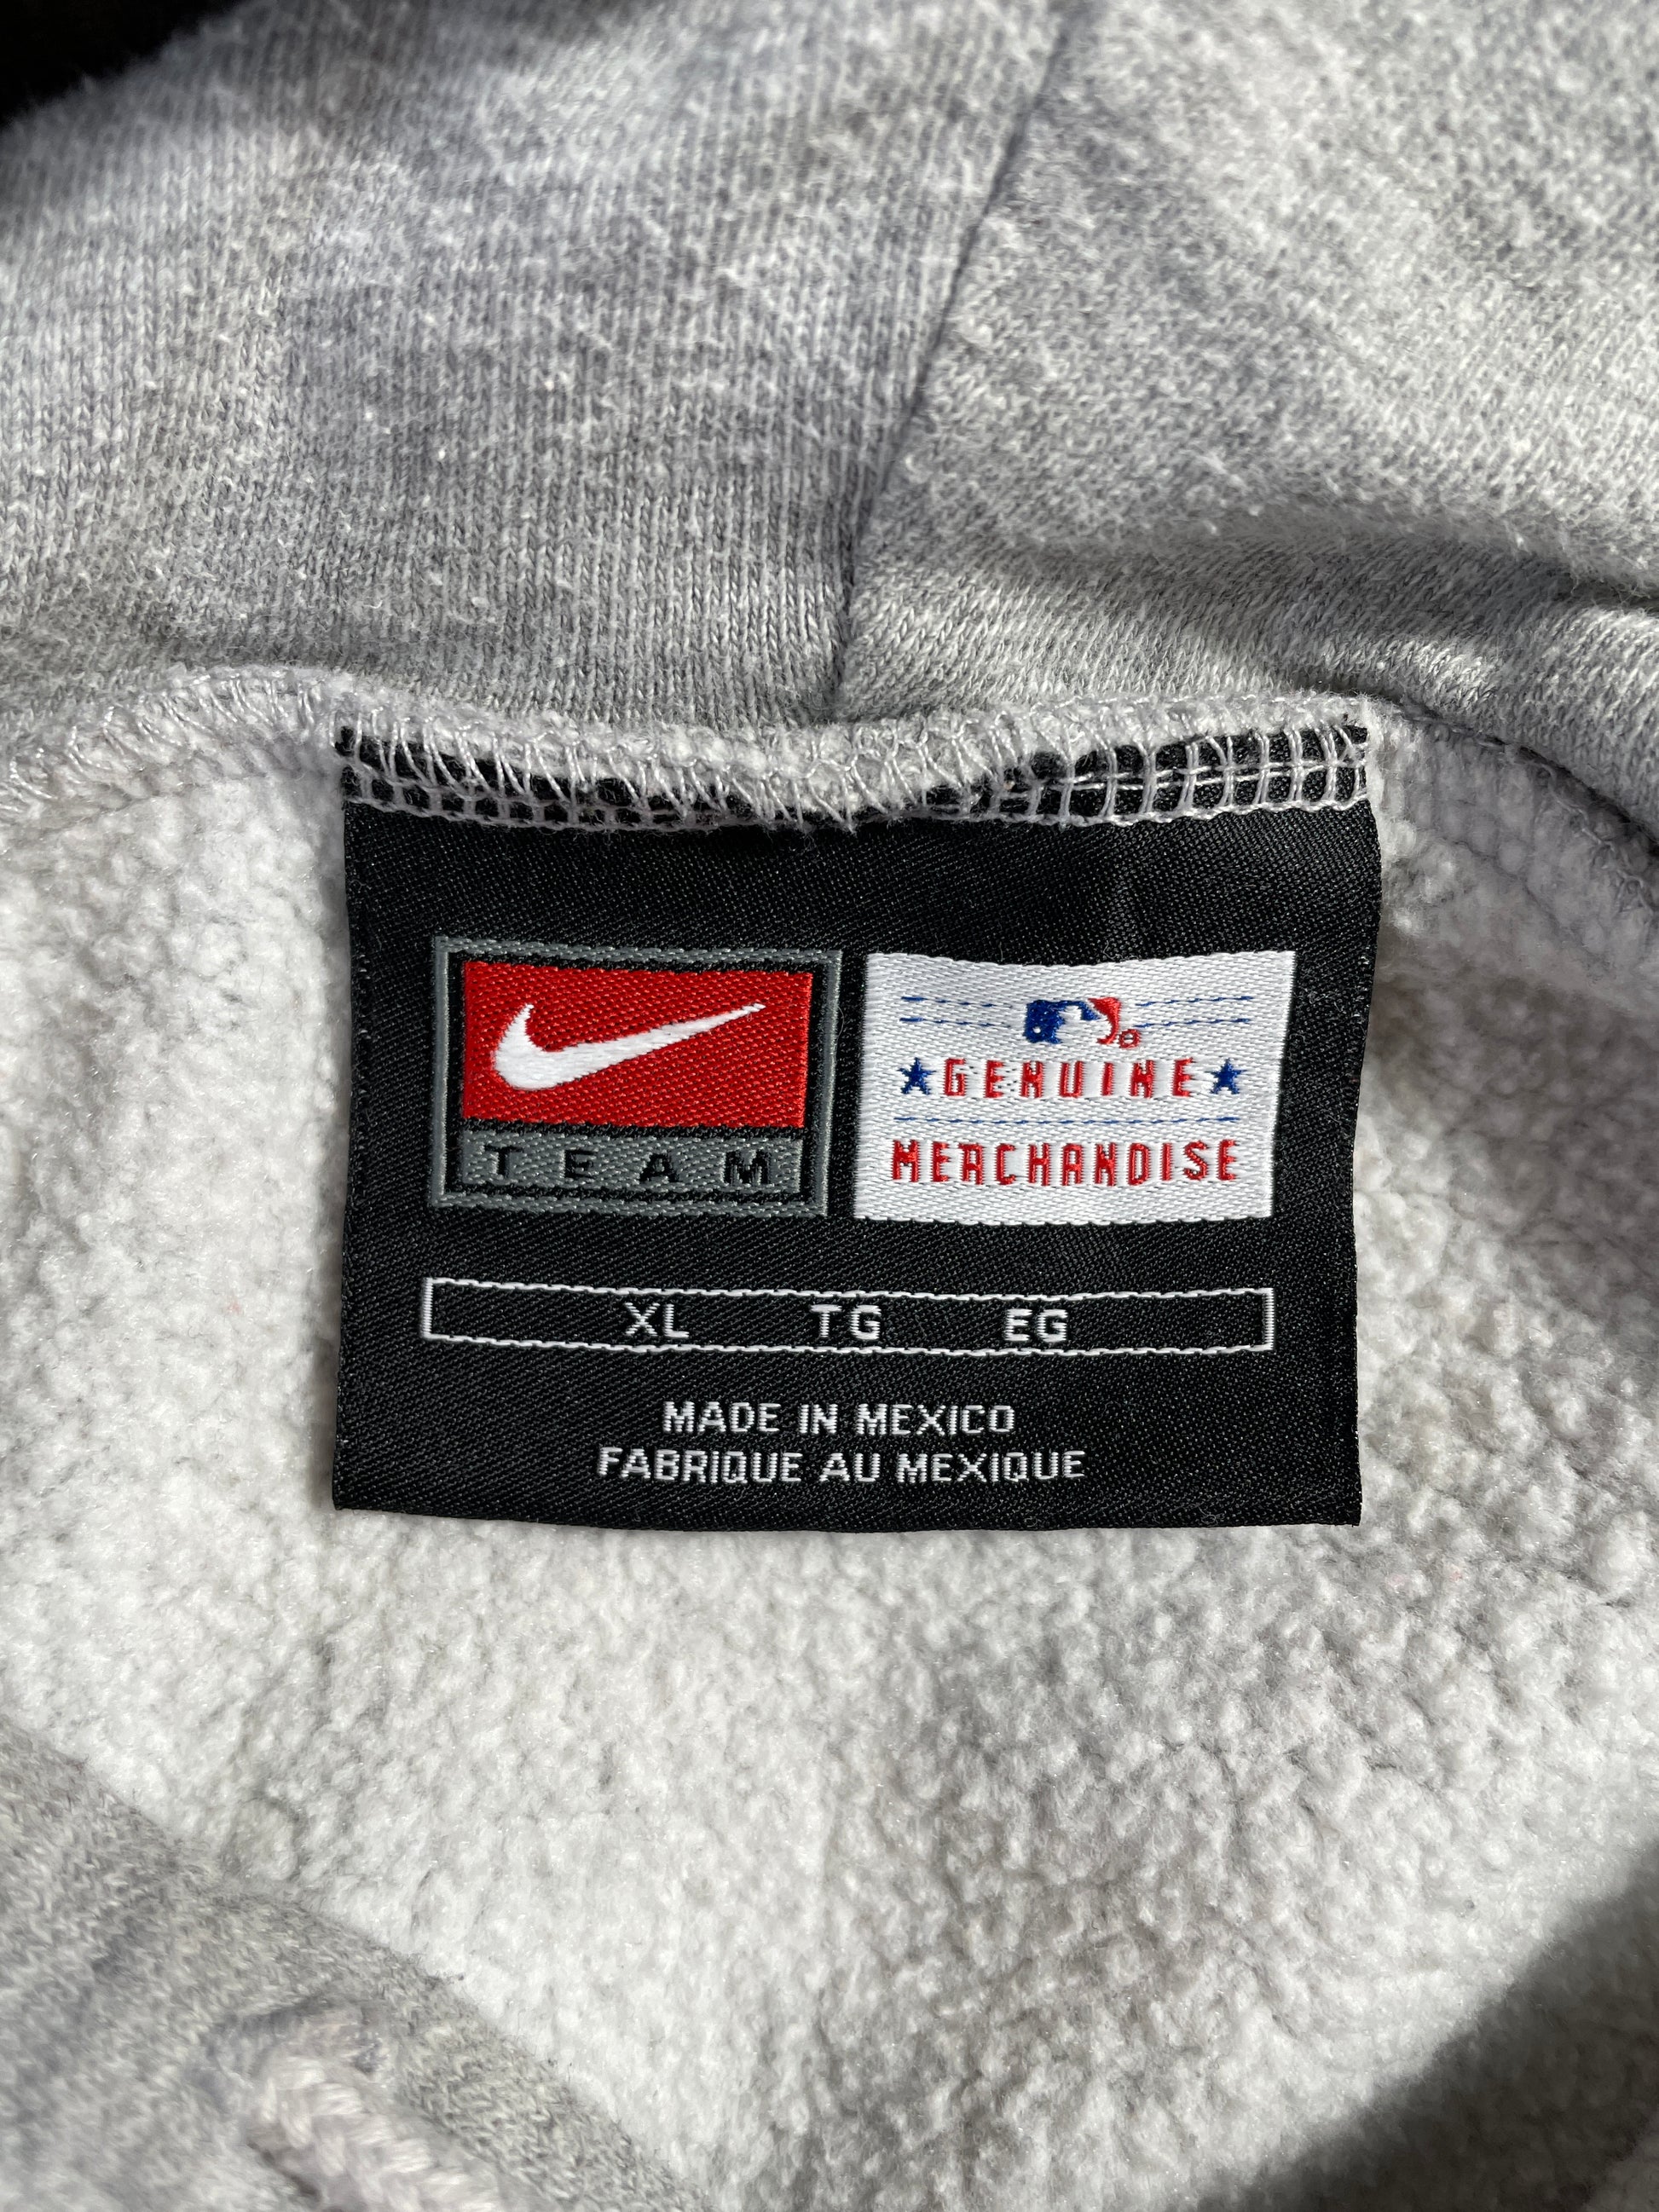 TEAM
GENUINE
MERCHANDISE
XL TG EG
MADE IN MEXICO
FABRIQUE AU MEXIQUE